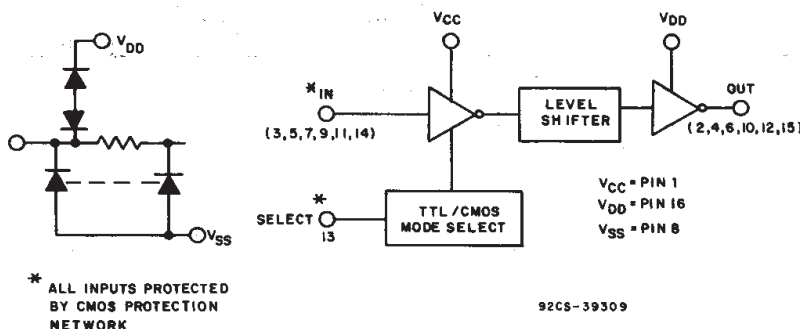 VDD
VSS
* ALL INPUTS PROTECTED
BY CMOS PROTECTION
NETWORK
VCC
VDD
* IN
(3,5,7,9,11,14)
LEVEL
SHIFTER
OUT
(2,4,6,10,12,15)
*
SELECT
13
TTL/CMOS
MODE SELECT
VCC = PIN 1
VDD = PIN 16
VSS = PIN 8
92CS-39309